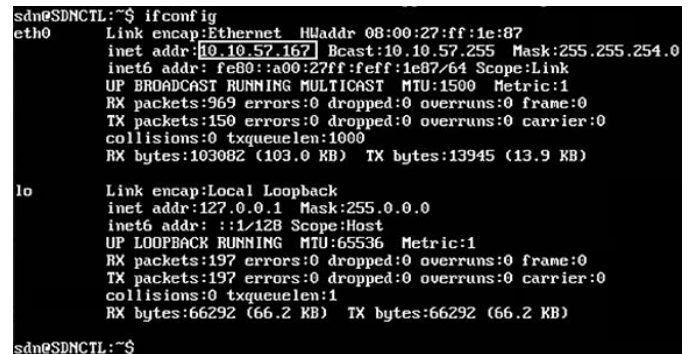 sdn@SDNCTL:~$ ifconfig
eth0 Link encap:Ethernet HWaddr 08:00:27:ff:1e:87
inet addr:10.10.57.167 Bcast:10.10.57.255 Mask:255.255.254.0
inet6 addr: fe80::a00:27ff:feff:1e87/64 Scope:Link
UP BROADCAST RUNNING MULTICAST MTU:1500 Metric:1
RX packets:969 errors:0 dropped:0 overruns:0 frame:0
TX packets:150 errors:0 dropped:0 overruns:0 carrier:0
collisions:0 txqueuelen:1000
RX bytes:103082 (103.0 KB) TX bytes:13945 (13.9 KB)
lo Link encap:Local Loopback
inet addr:127.0.0.1 Mask:255.0.0.0
inet6 addr: ::1/128 Scope:Host
UP LOOPBACK RUNNING MTU:65536 Metric:1
RX packets:197 errors:0 dropped:0 overruns:0 frame:0
TX packets:197 errors:0 dropped:0 overruns:0 carrier:0
collisions:0 txqueuelen:1
RX bytes:66292 (66.2 KB) TX bytes:66292 (66.2 KB)
sdn@SDNCTL:~$